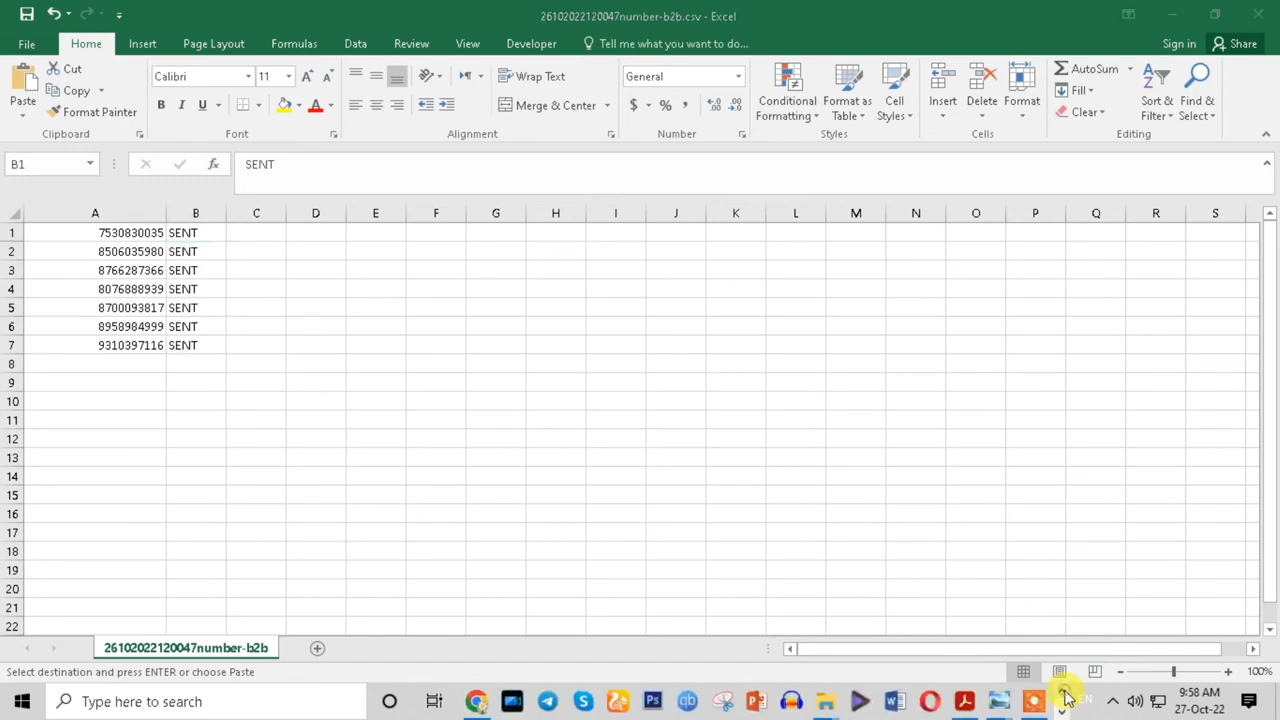 26102022120047number-b2b.csv - Excel
File Home Insert Page Layout Formulas Data Review View Developer Tell me what you want to do... Sign in Share
Paste
Cut
Copy
Format Painter
Clipboard
Calibri 11
B I U A
Font
Wrap Text
Merge & Center
Alignment
General
$ % ,
Number
Conditional Formatting
Format as Table
Cell Styles
Styles
Insert Delete Format
Cells
AutoSum
Fill
Clear
Sort & Filter
Find & Select
Editing
B1 fx SENT
A B C D E F G H I J K L M N O P Q R S
1 7530830035 SENT
2 8506035980 SENT
3 8766287366 SENT
4 8076888939 SENT
5 8700093817 SENT
6 8958984999 SENT
7 9310397116 SENT
8
9
10
11
12
13
14
15
16
17
18
19
20
21
22
26102022120047number-b2b
Select destination and press ENTER or choose Paste 100%
Type here to search
EN
9:58 AM
27-Oct-22